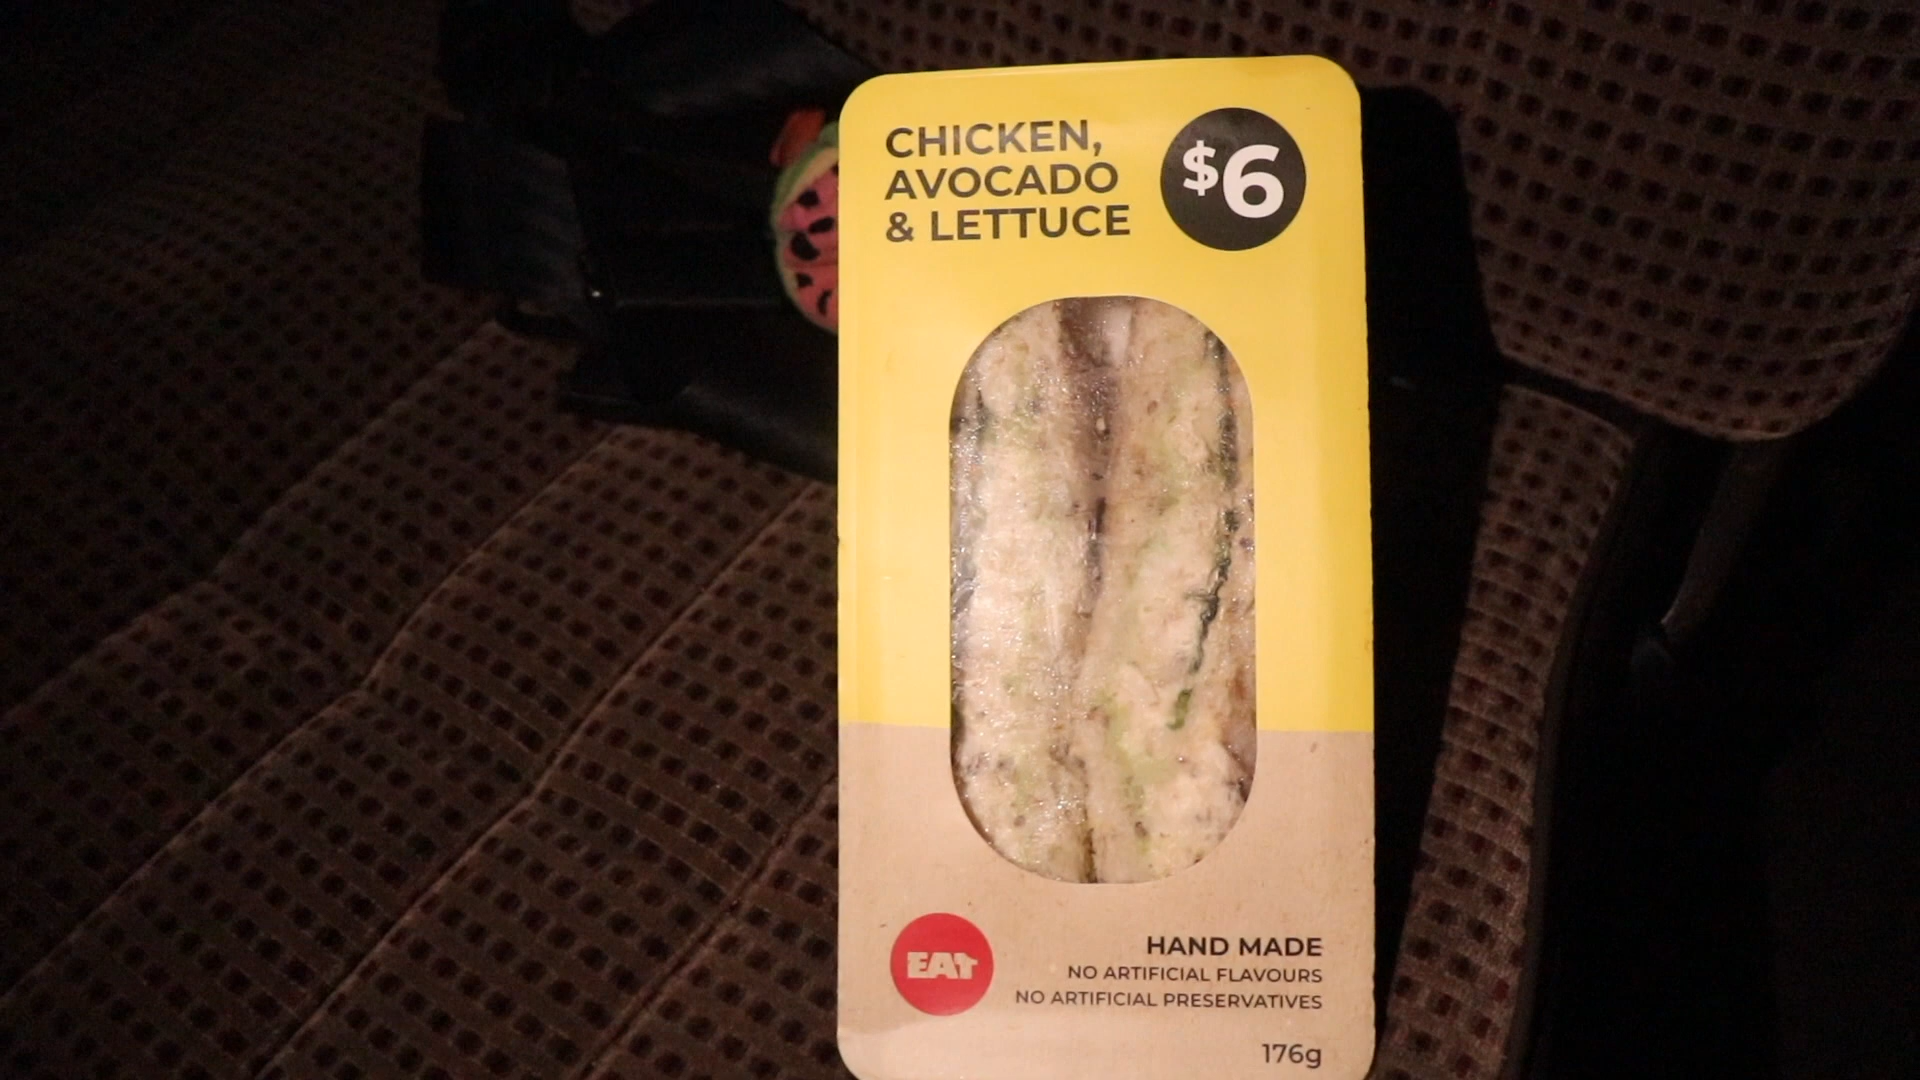 CHICKEN,
AVOCADO
& LETTUCE
$6
EAT
HAND MADE
NO ARTIFICIAL FLAVOURS
NO ARTIFICIAL PRESERVATIVES
176g